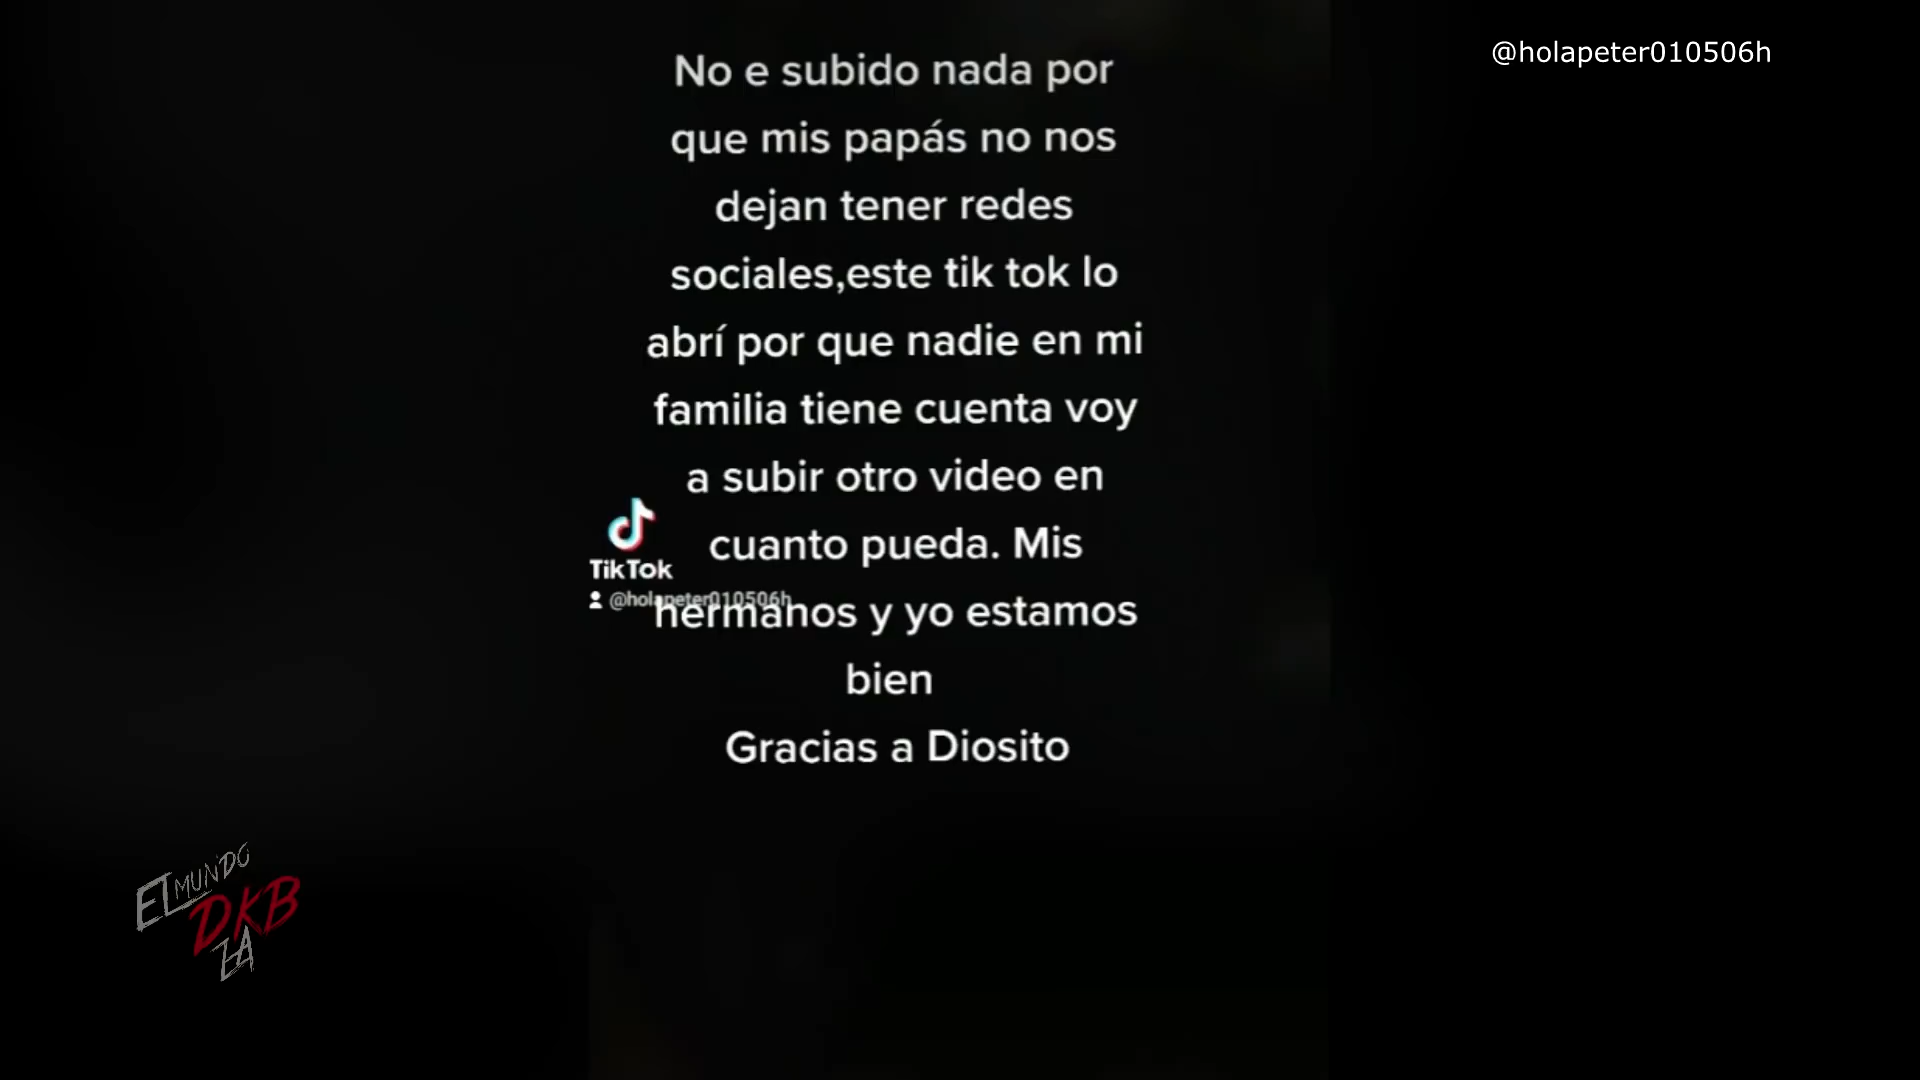 @holapeter010506h
No e subido nada por
que mis papás no nos
dejan tener redes
sociales,este tik tok lo
abrí por que nadie en mi
familia tiene cuenta voy
a subir otro video en
cuanto pueda. Mis
hermanos y yo estamos
bien
Gracias a Diosito
TikTok
@holapeter010506h
EL MUNDO
DKB
ZA